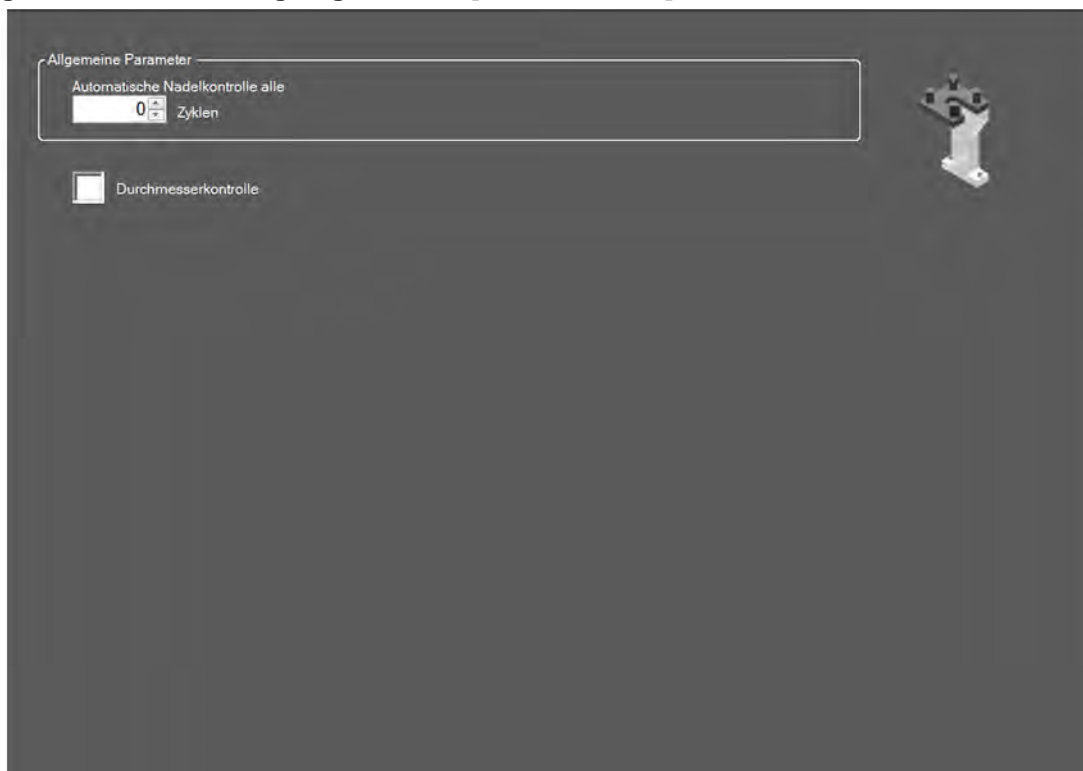 Allgemeine Parameter
Automatische Nadelkontrolle alle
0 Zyklen
Durchmesserkontrolle